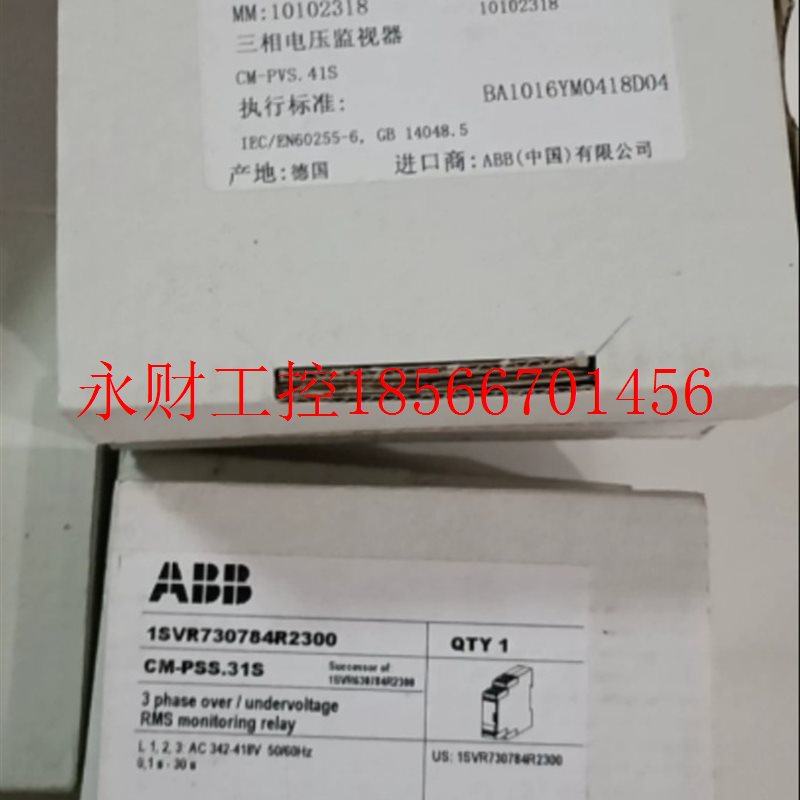 MM:10102318
10102318
三相电压监视器
CM-PVS.41S
BA1016YM0418D04
执行标准:
IEC/EN60255-6, GB 14048.5
产地:德国
进口商:ABB(中国)有限公司
永财工控18566701456
ABB
1SVR730784R2300
QTY 1
CM-PSS.31S
Successor of
1SVR630784R2300
3 phase over / undervoltage
RMS monitoring relay
L 1, 2, 3: AC 342-418V 50/60Hz
0,1 s - 30 s
US: 1SVR730784R2300